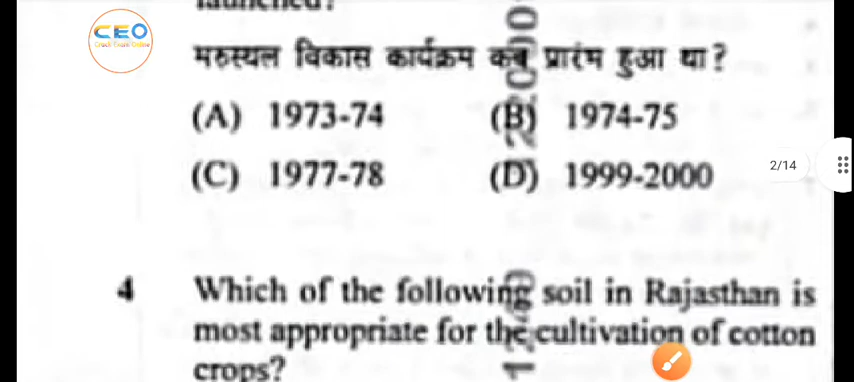 launched?
CEO
Crack Exam Online
मरुस्थल विकास कार्यक्रम कब प्रारंभ हुआ था?
(A) 1973-74
(B) 1974-75
(C) 1977-78
(D) 1999-2000
2/14
4 Which of the following soil in Rajasthan is
most appropriate for the cultivation of cotton
crops?